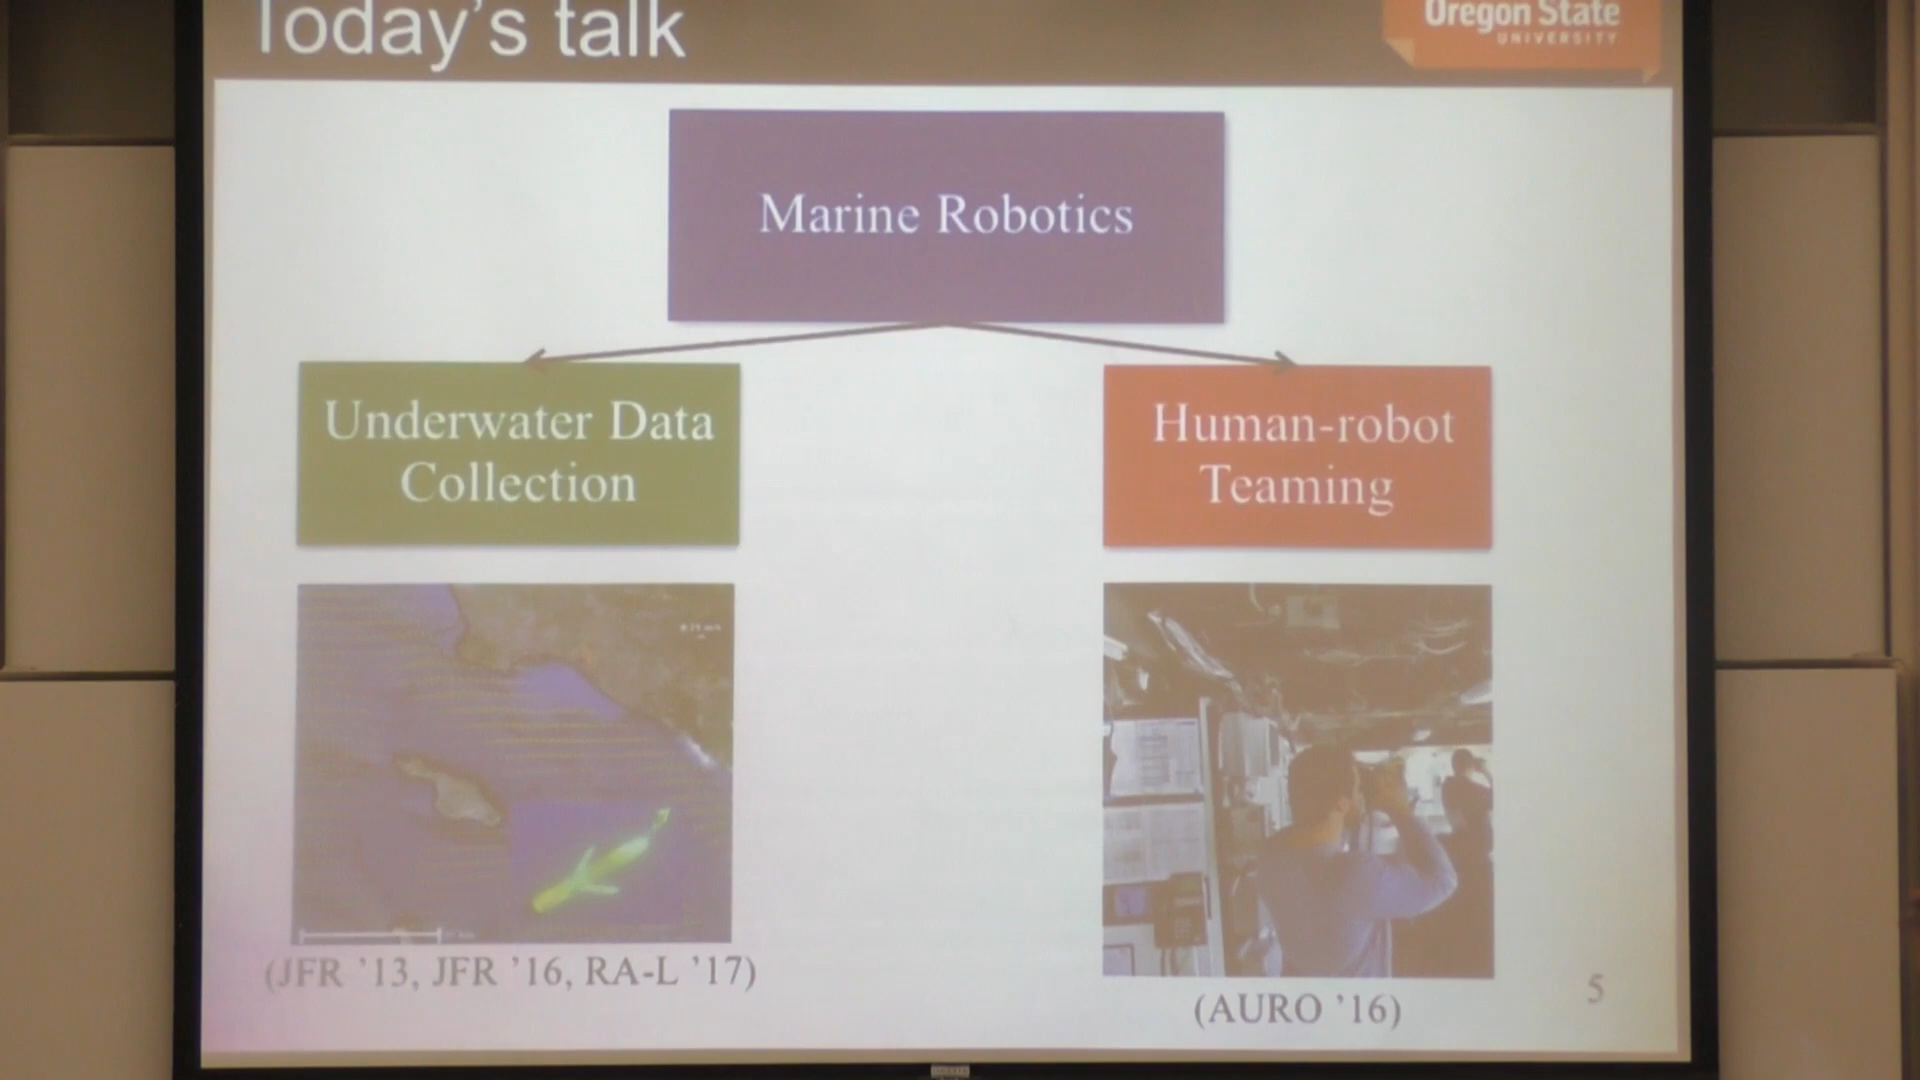 Today's talk
Oregon State
UNIVERSITY
Marine Robotics
Underwater Data
Collection
Human-robot
Teaming
(JFR '13, JFR '16, RA-L '17)
(AURO '16)
5